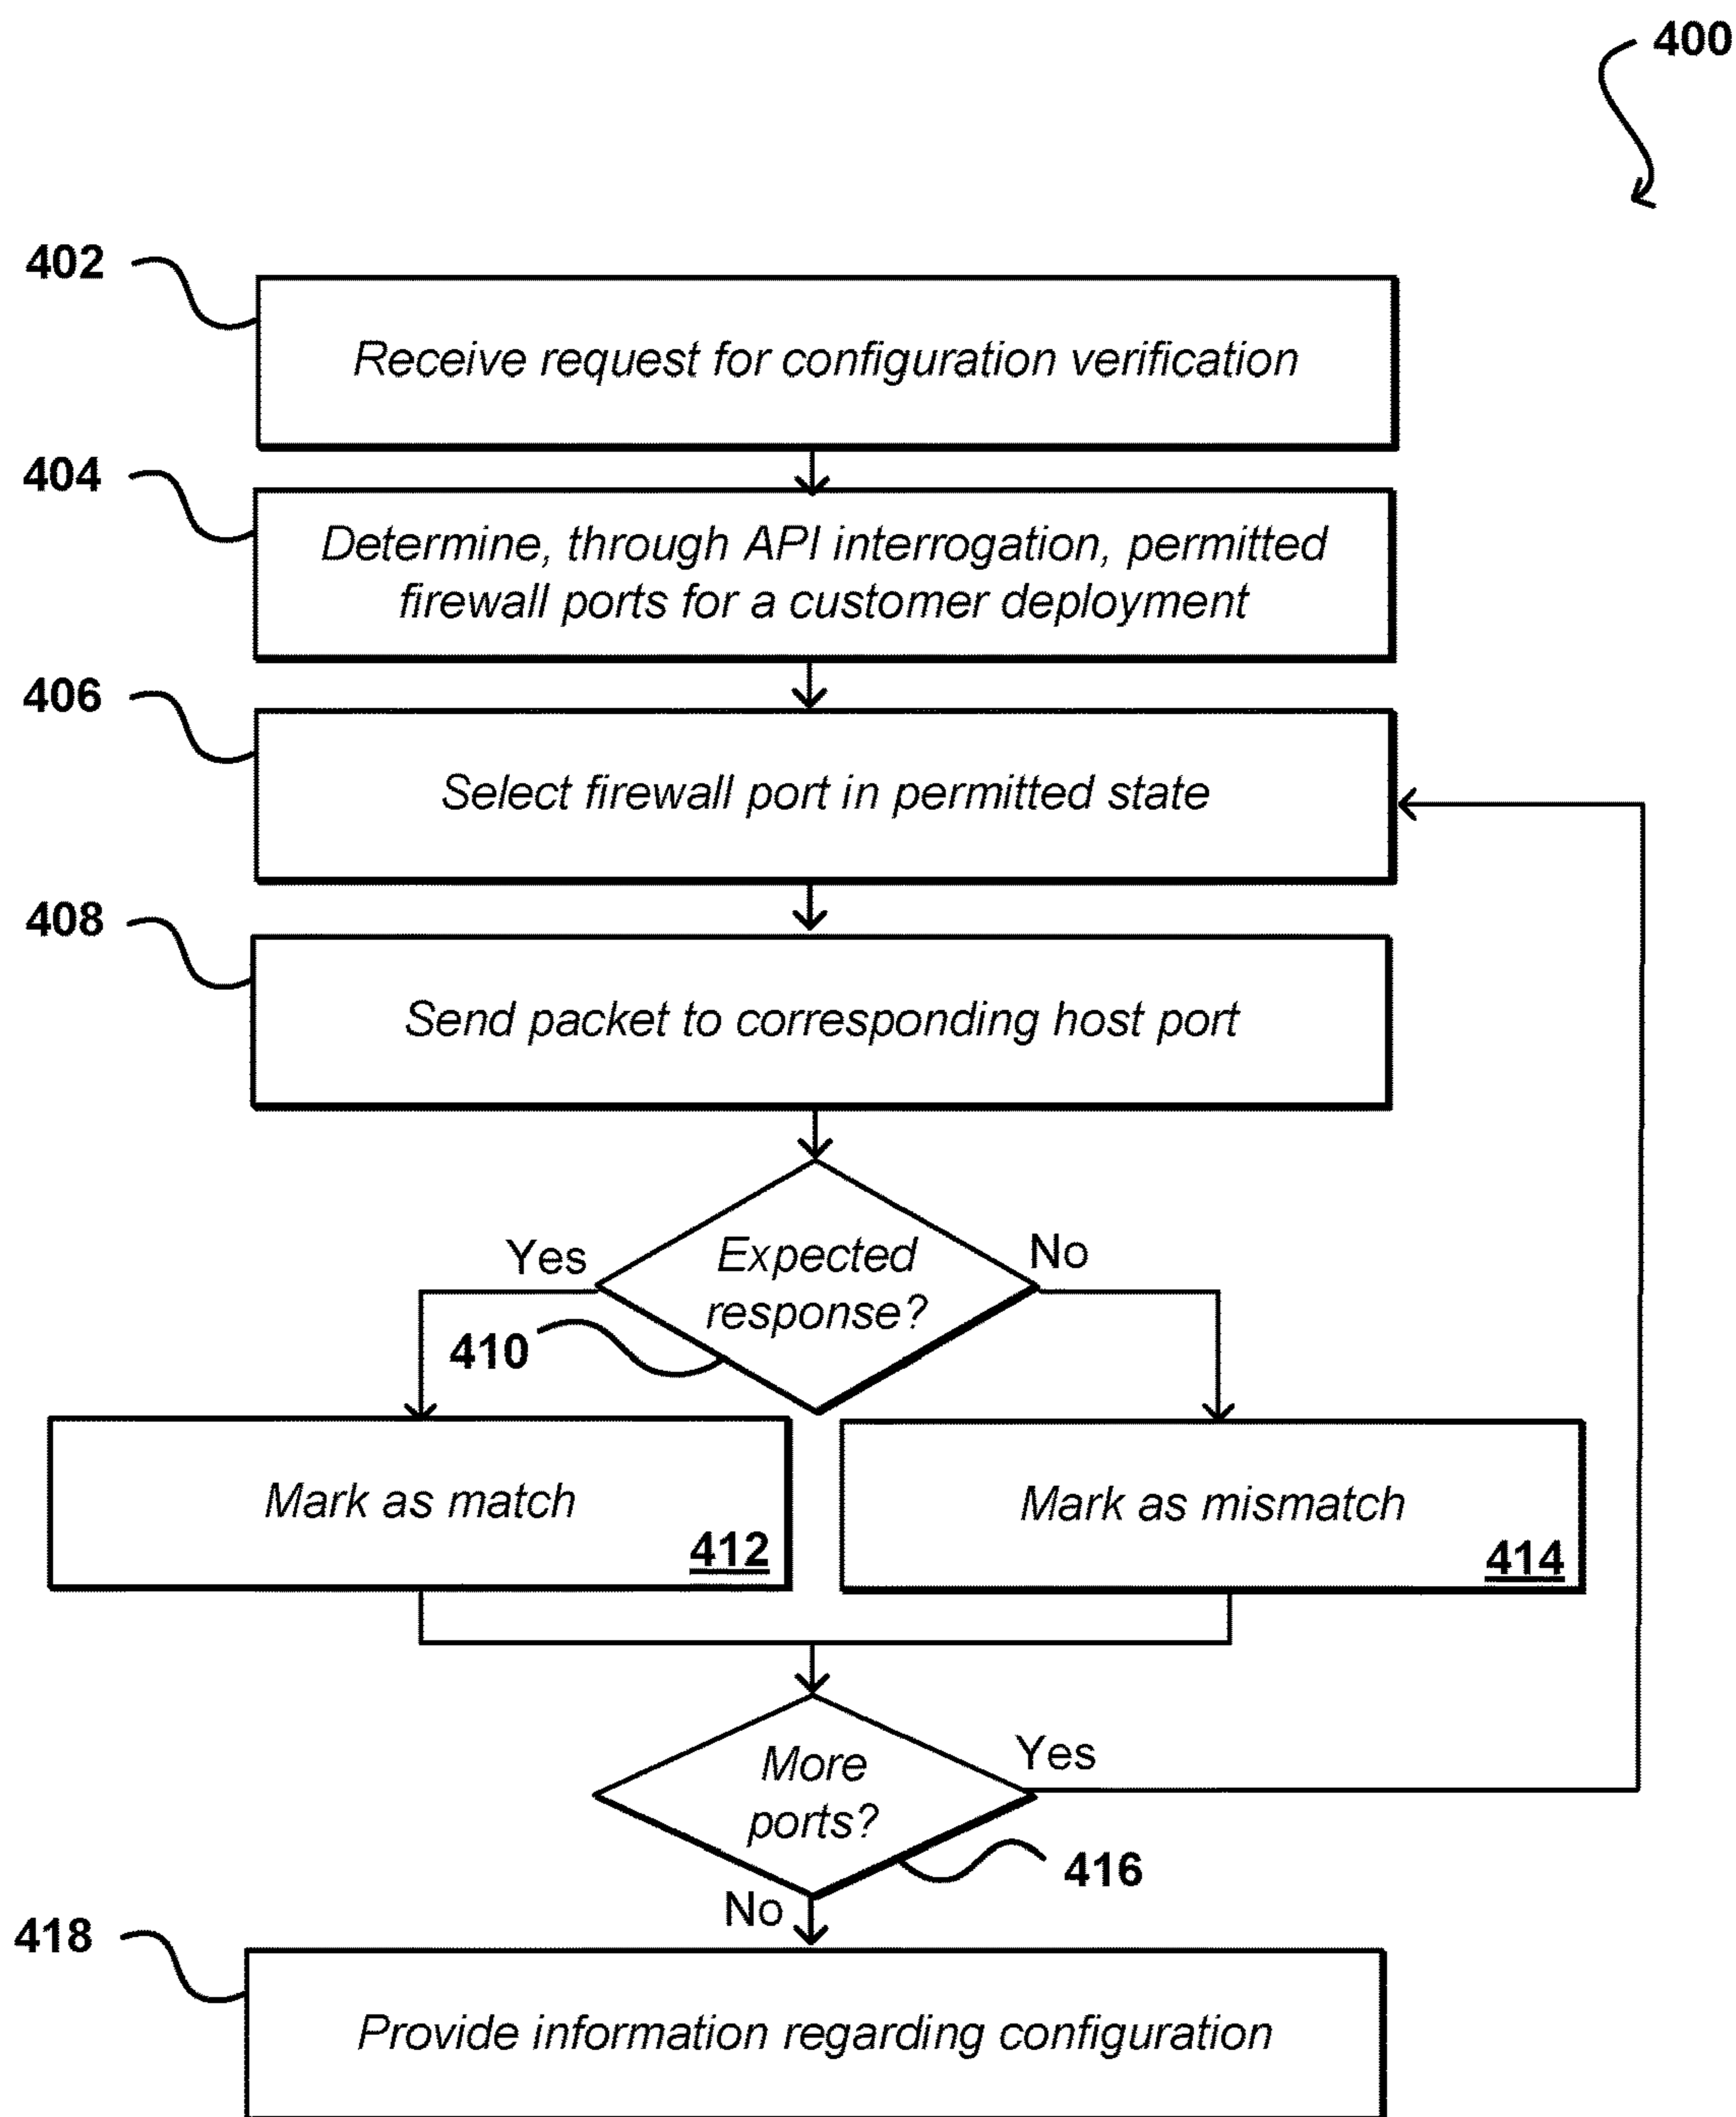 400
402
Receive request for configuration verification
404
Determine, through API interrogation, permitted
firewall ports for a customer deployment
406
Select firewall port in permitted state
408
Send packet to corresponding host port
Yes
Expected
response?
No
410
Mark as match
412
Mark as mismatch
414
More
ports?
Yes
416
No
418
Provide information regarding configuration